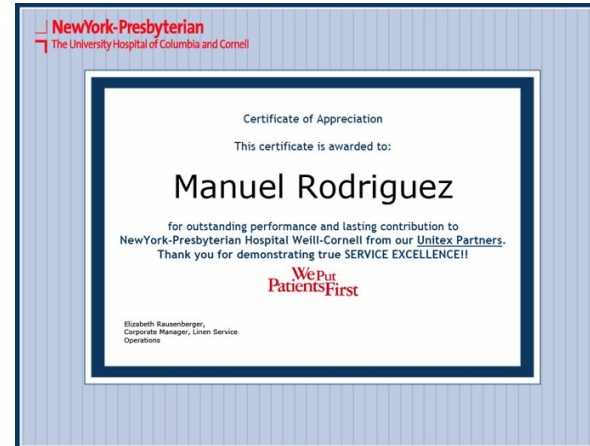 NewYork-Presbyterian
The University Hospital of Columbia and Cornell
Certificate of Appreciation
This certificate is awarded to:
Manuel Rodriguez
for outstanding performance and lasting contribution to
NewYork-Presbyterian Hospital Weill-Cornell from our Unitex Partners.
Thank you for demonstrating true SERVICE EXCELLENCE!!
We Put
Patients First
Elizabeth Rausenberger,
Corporate Manager, Linen Service
Operations